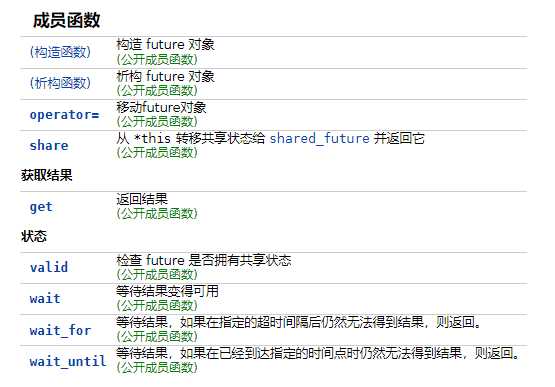 成员函数
(构造函数) 构造 future 对象
(公开成员函数)
(析构函数) 析构 future 对象
(公开成员函数)
operator= 移动future对象
(公开成员函数)
share 从 *this 转移共享状态给 shared_future 并返回它
(公开成员函数)
获取结果
get 返回结果
(公开成员函数)
状态
valid 检查 future 是否拥有共享状态
(公开成员函数)
wait 等待结果变得可用
(公开成员函数)
wait_for 等待结果，如果在指定的超时间隔后仍然无法得到结果，则返回。
(公开成员函数)
wait_until 等待结果，如果在已经到达指定的时间点时仍然无法得到结果，则返回。
(公开成员函数)